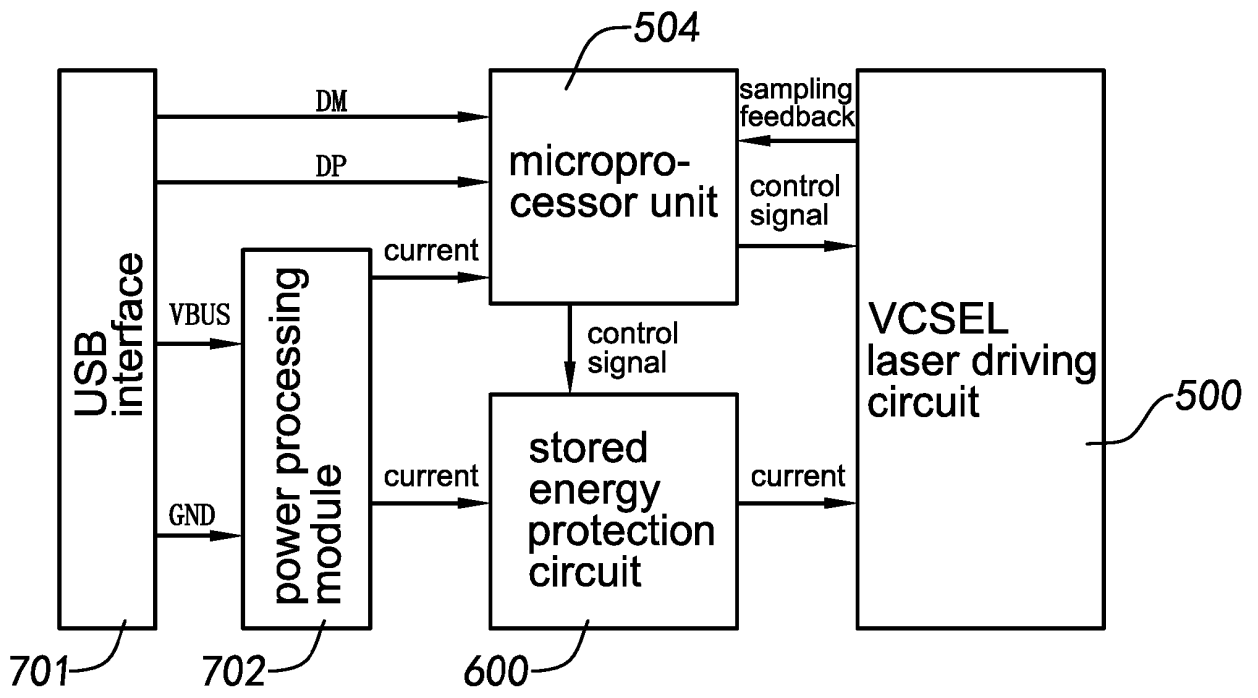 504
DM
DP
sampling
feedback
micropro-
cessor unit
control
signal
current
USB
interface
VBUS
power processing
module
control
signal
VCSEL
laser driving
circuit
500
GND
current
stored
energy
protection
circuit
current
701
702
600